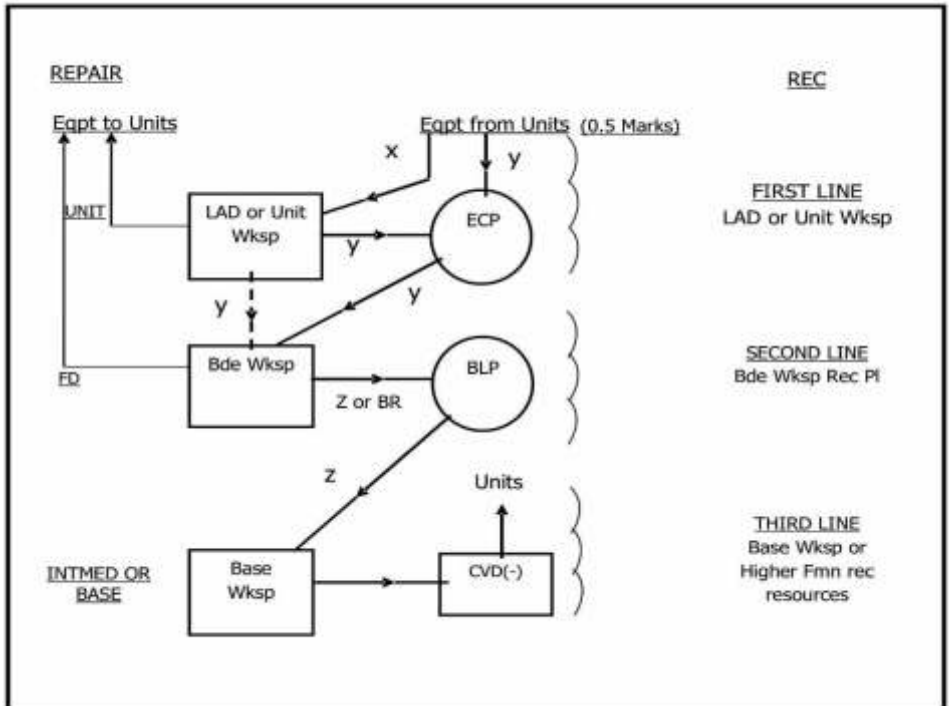 REPAIR
REC
Eqpt to Units
Eqpt from Units (0.5 Marks)
x
y
UNIT
LAD or Unit
Wksp
y
ECP
FIRST LINE
LAD or Unit Wksp
y
y
FD
Bde Wksp
Z or BR
BLP
SECOND LINE
Bde Wksp Rec Pl
z
Units
INTMED OR
BASE
Base
Wksp
CVD(-)
THIRD LINE
Base Wksp or
Higher Fmn rec
resources